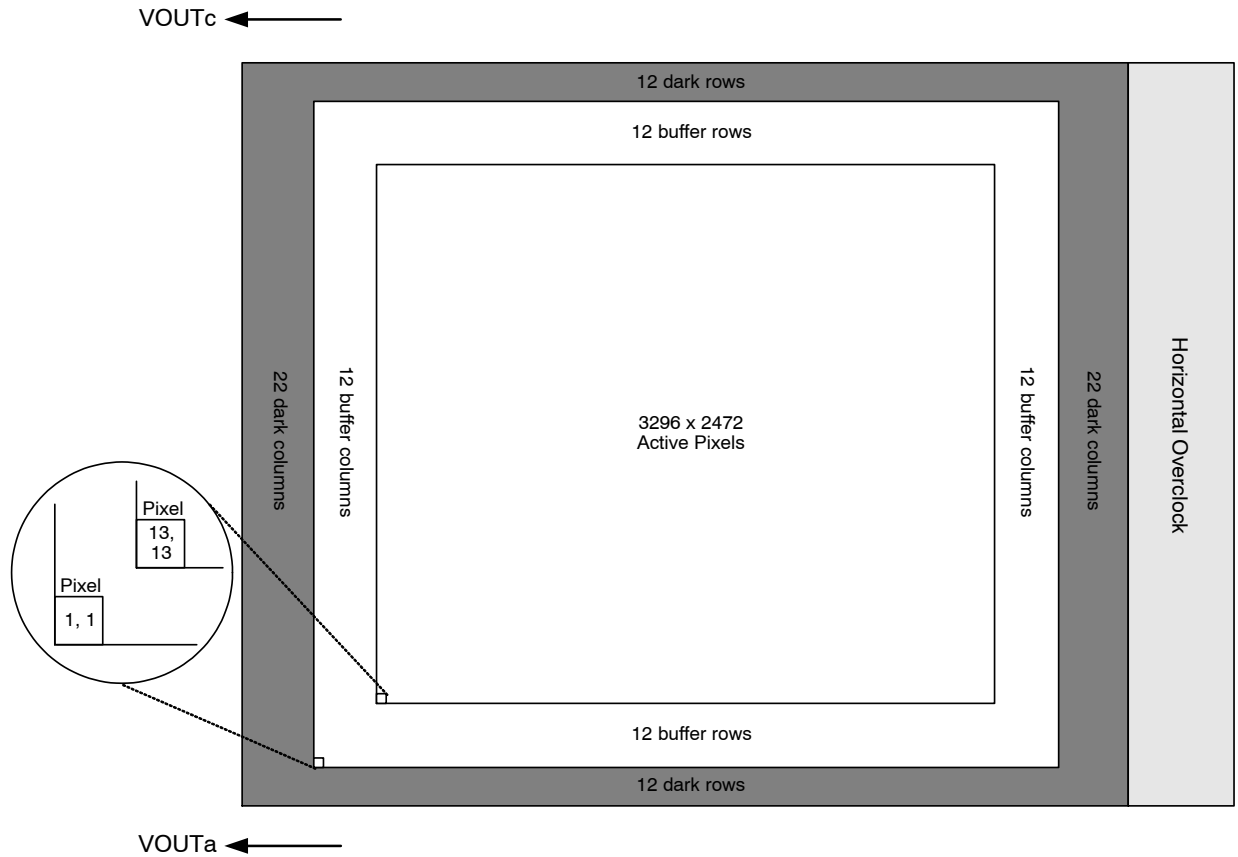 VOUTc
12 dark rows
12 buffer rows
22 dark columns
12 buffer columns
3296 x 2472
Active Pixels
12 buffer columns
22 dark columns
Horizontal Overclock
Pixel
13,
13
Pixel
1, 1
12 buffer rows
12 dark rows
VOUTa